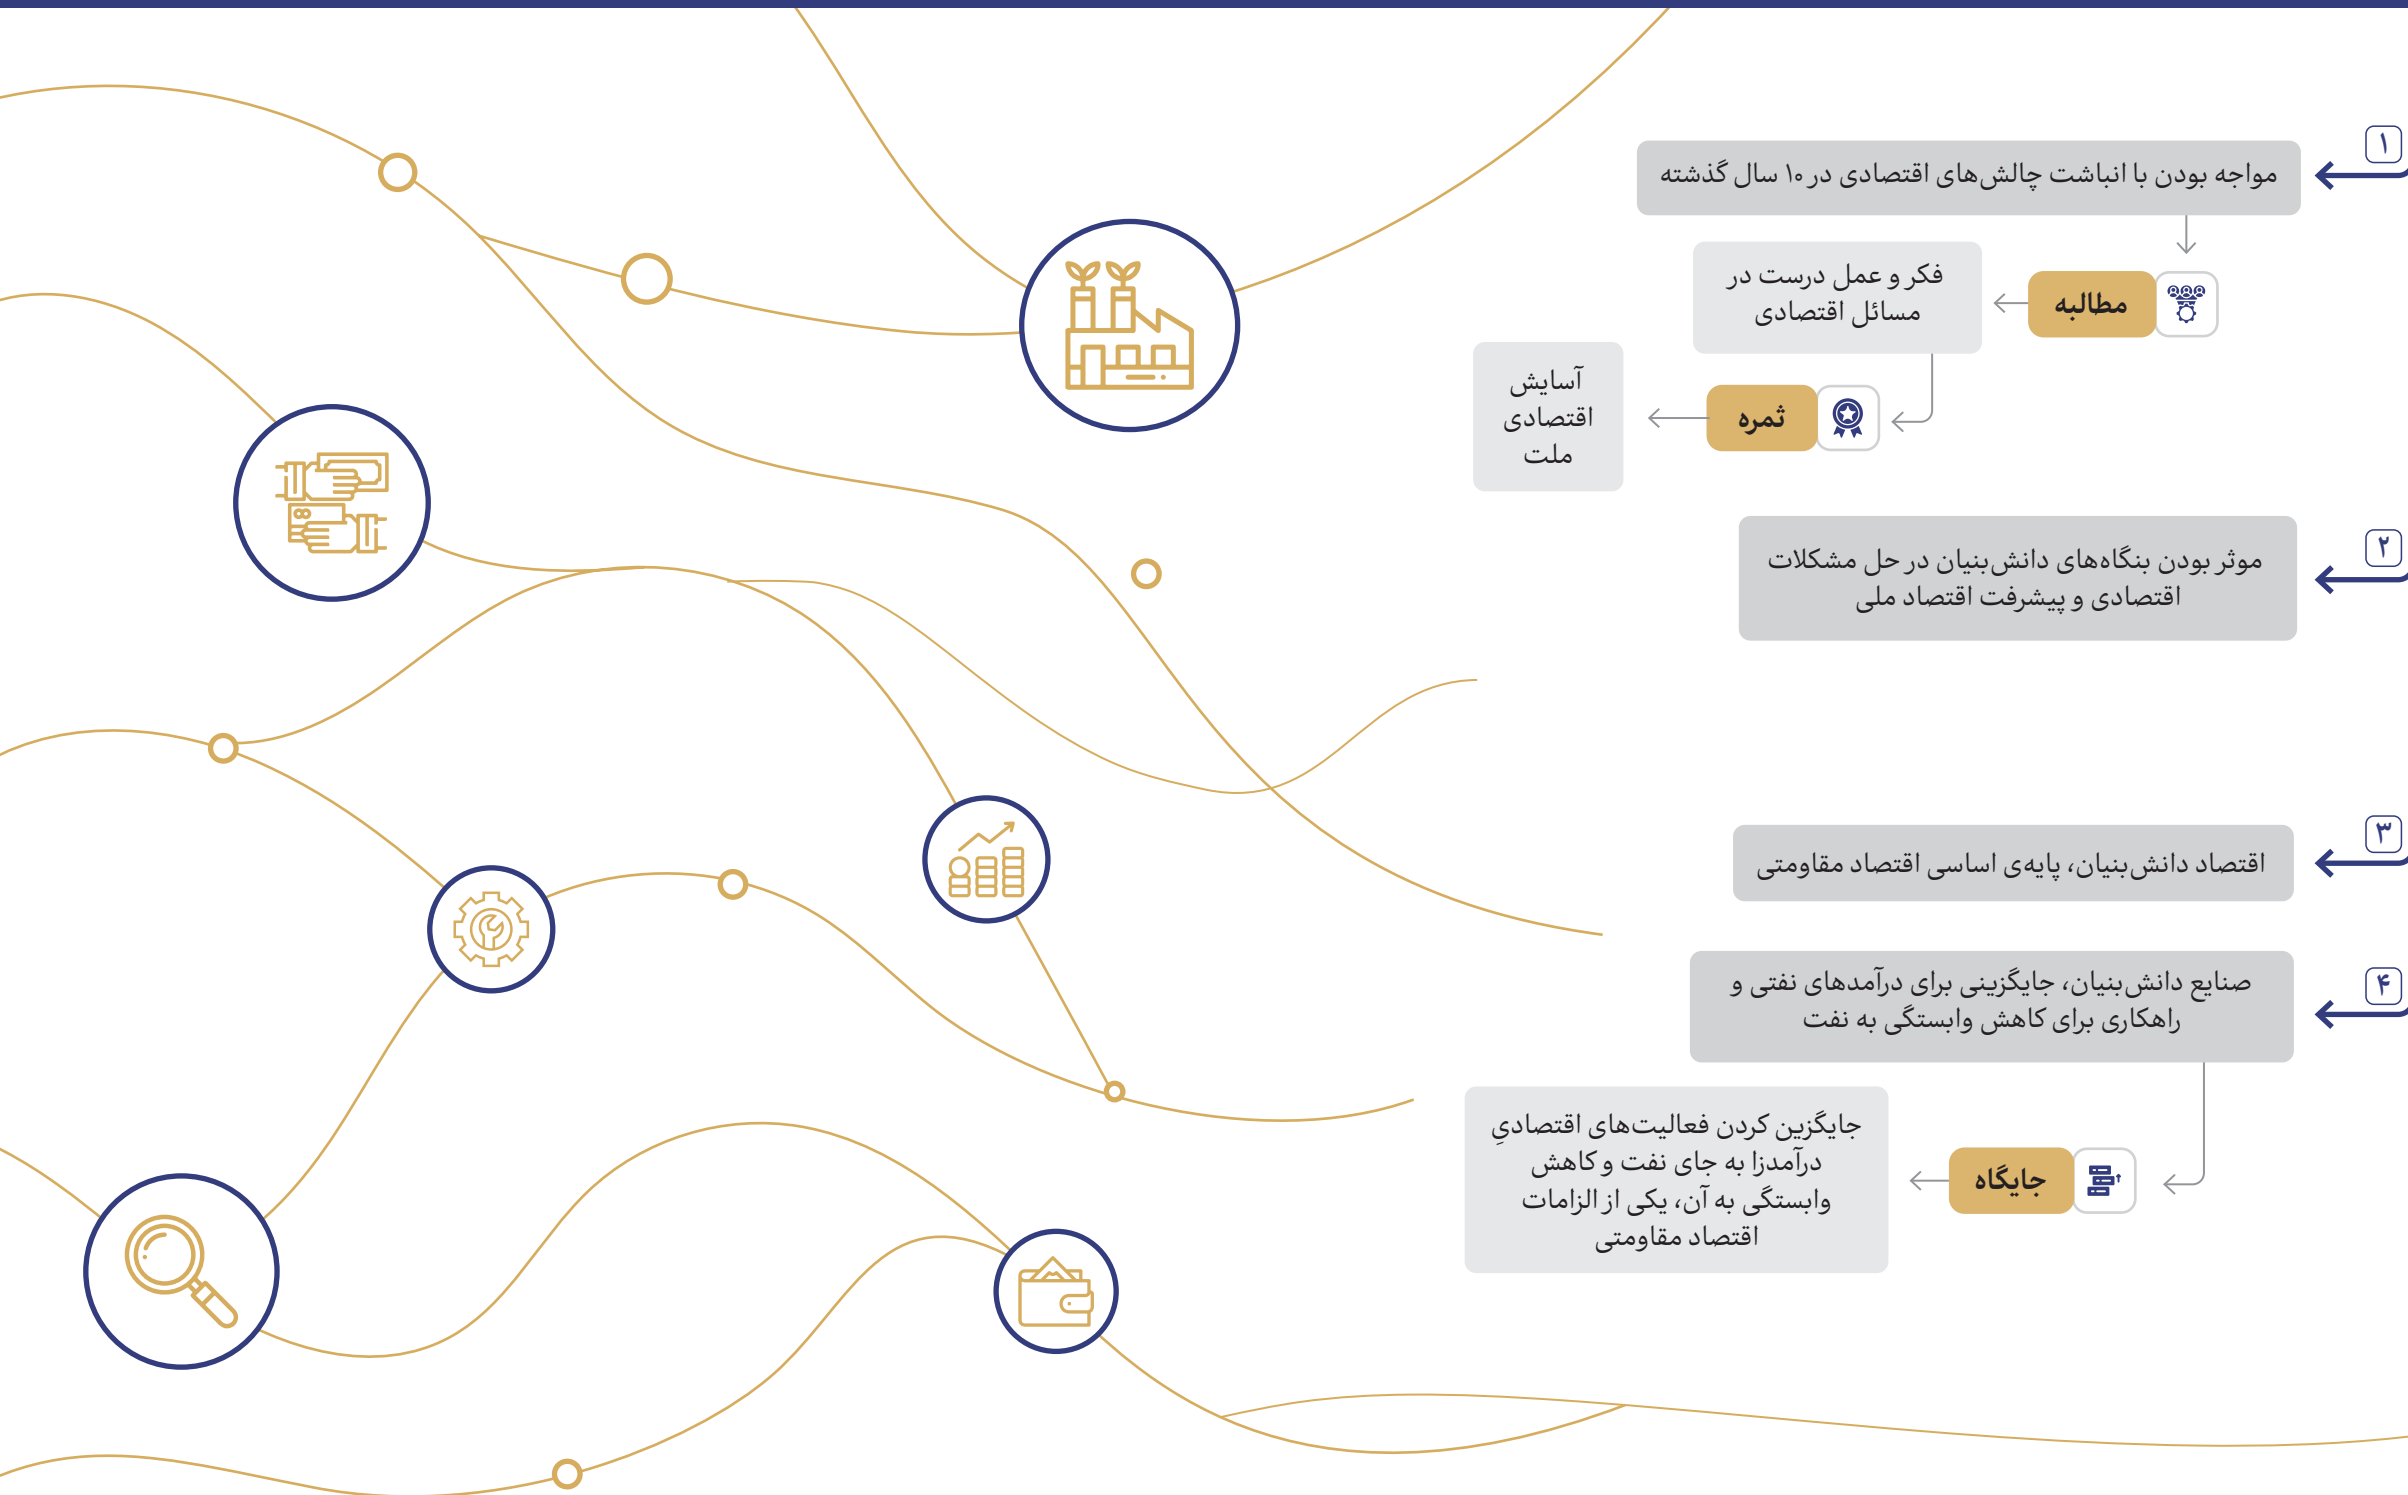 ۱
مواجه بودن با انباشت چالش‌های اقتصادی در ۱۰ سال گذشته
مطالبه
فکر و عمل درست در
مسائل اقتصادی
ثمره
آسایش
اقتصادی
ملت
۲
موثر بودن بنگاه‌های دانش‌بنیان در حل مشکلات
اقتصادی و پیشرفت اقتصاد ملی
۳
اقتصاد دانش‌بنیان، پایه‌ی اساسی اقتصاد مقاومتی
۴
صنایع دانش‌بنیان، جایگزینی برای درآمدهای نفتی و
راهکاری برای کاهش وابستگی به نفت
جایگاه
جایگزین کردن فعالیت‌های اقتصادیِ
درآمدزا به جای نفت و کاهش
وابستگی به آن، یکی از الزامات
اقتصاد مقاومتی